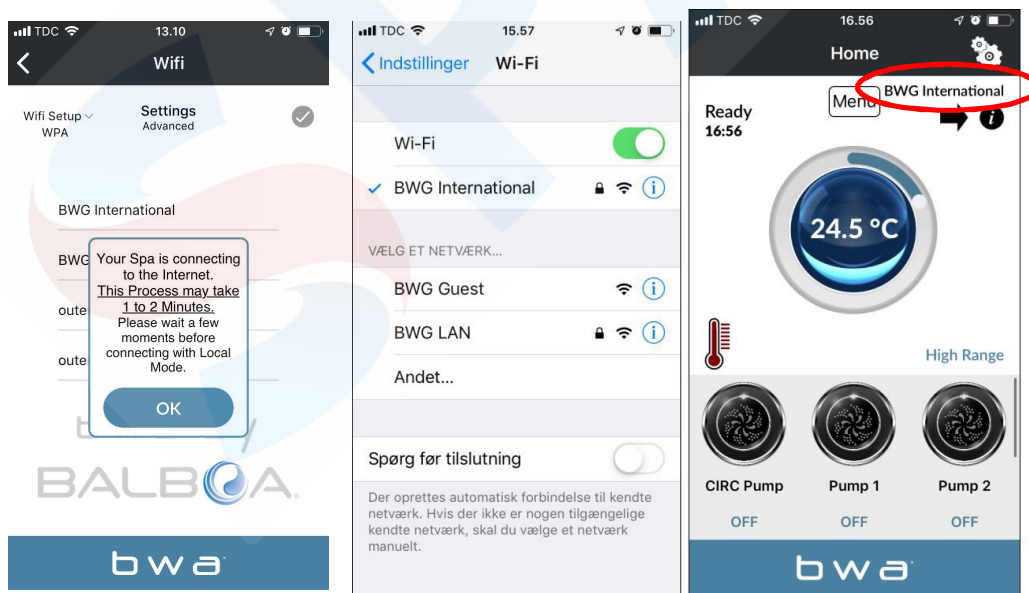 TDC 13.10
Wifi
Wifi Setup
WPA
Settings
Advanced
BWG International
BWG
oute
oute
Your Spa is connecting
to the Internet.
This Process may take
1 to 2 Minutes.
Please wait a few
moments before
connecting with Local
Mode.
OK
BALBOA
bwa
TDC 15.57
Indstillinger Wi-Fi
Wi-Fi
BWG International
VÆLG ET NETVÆRK...
BWG Guest
BWG LAN
Andet...
Spørg før tilslutning
Der oprettes automatisk forbindelse til kendte
netværk. Hvis der ikke er nogen tilgængelige
kendte netværk, skal du vælge et netværk
manuelt.
TDC 16.56
Home
BWG International
Menu
Ready
16:56
24.5 °C
High Range
CIRC Pump Pump 1 Pump 2
OFF OFF OFF
bwa